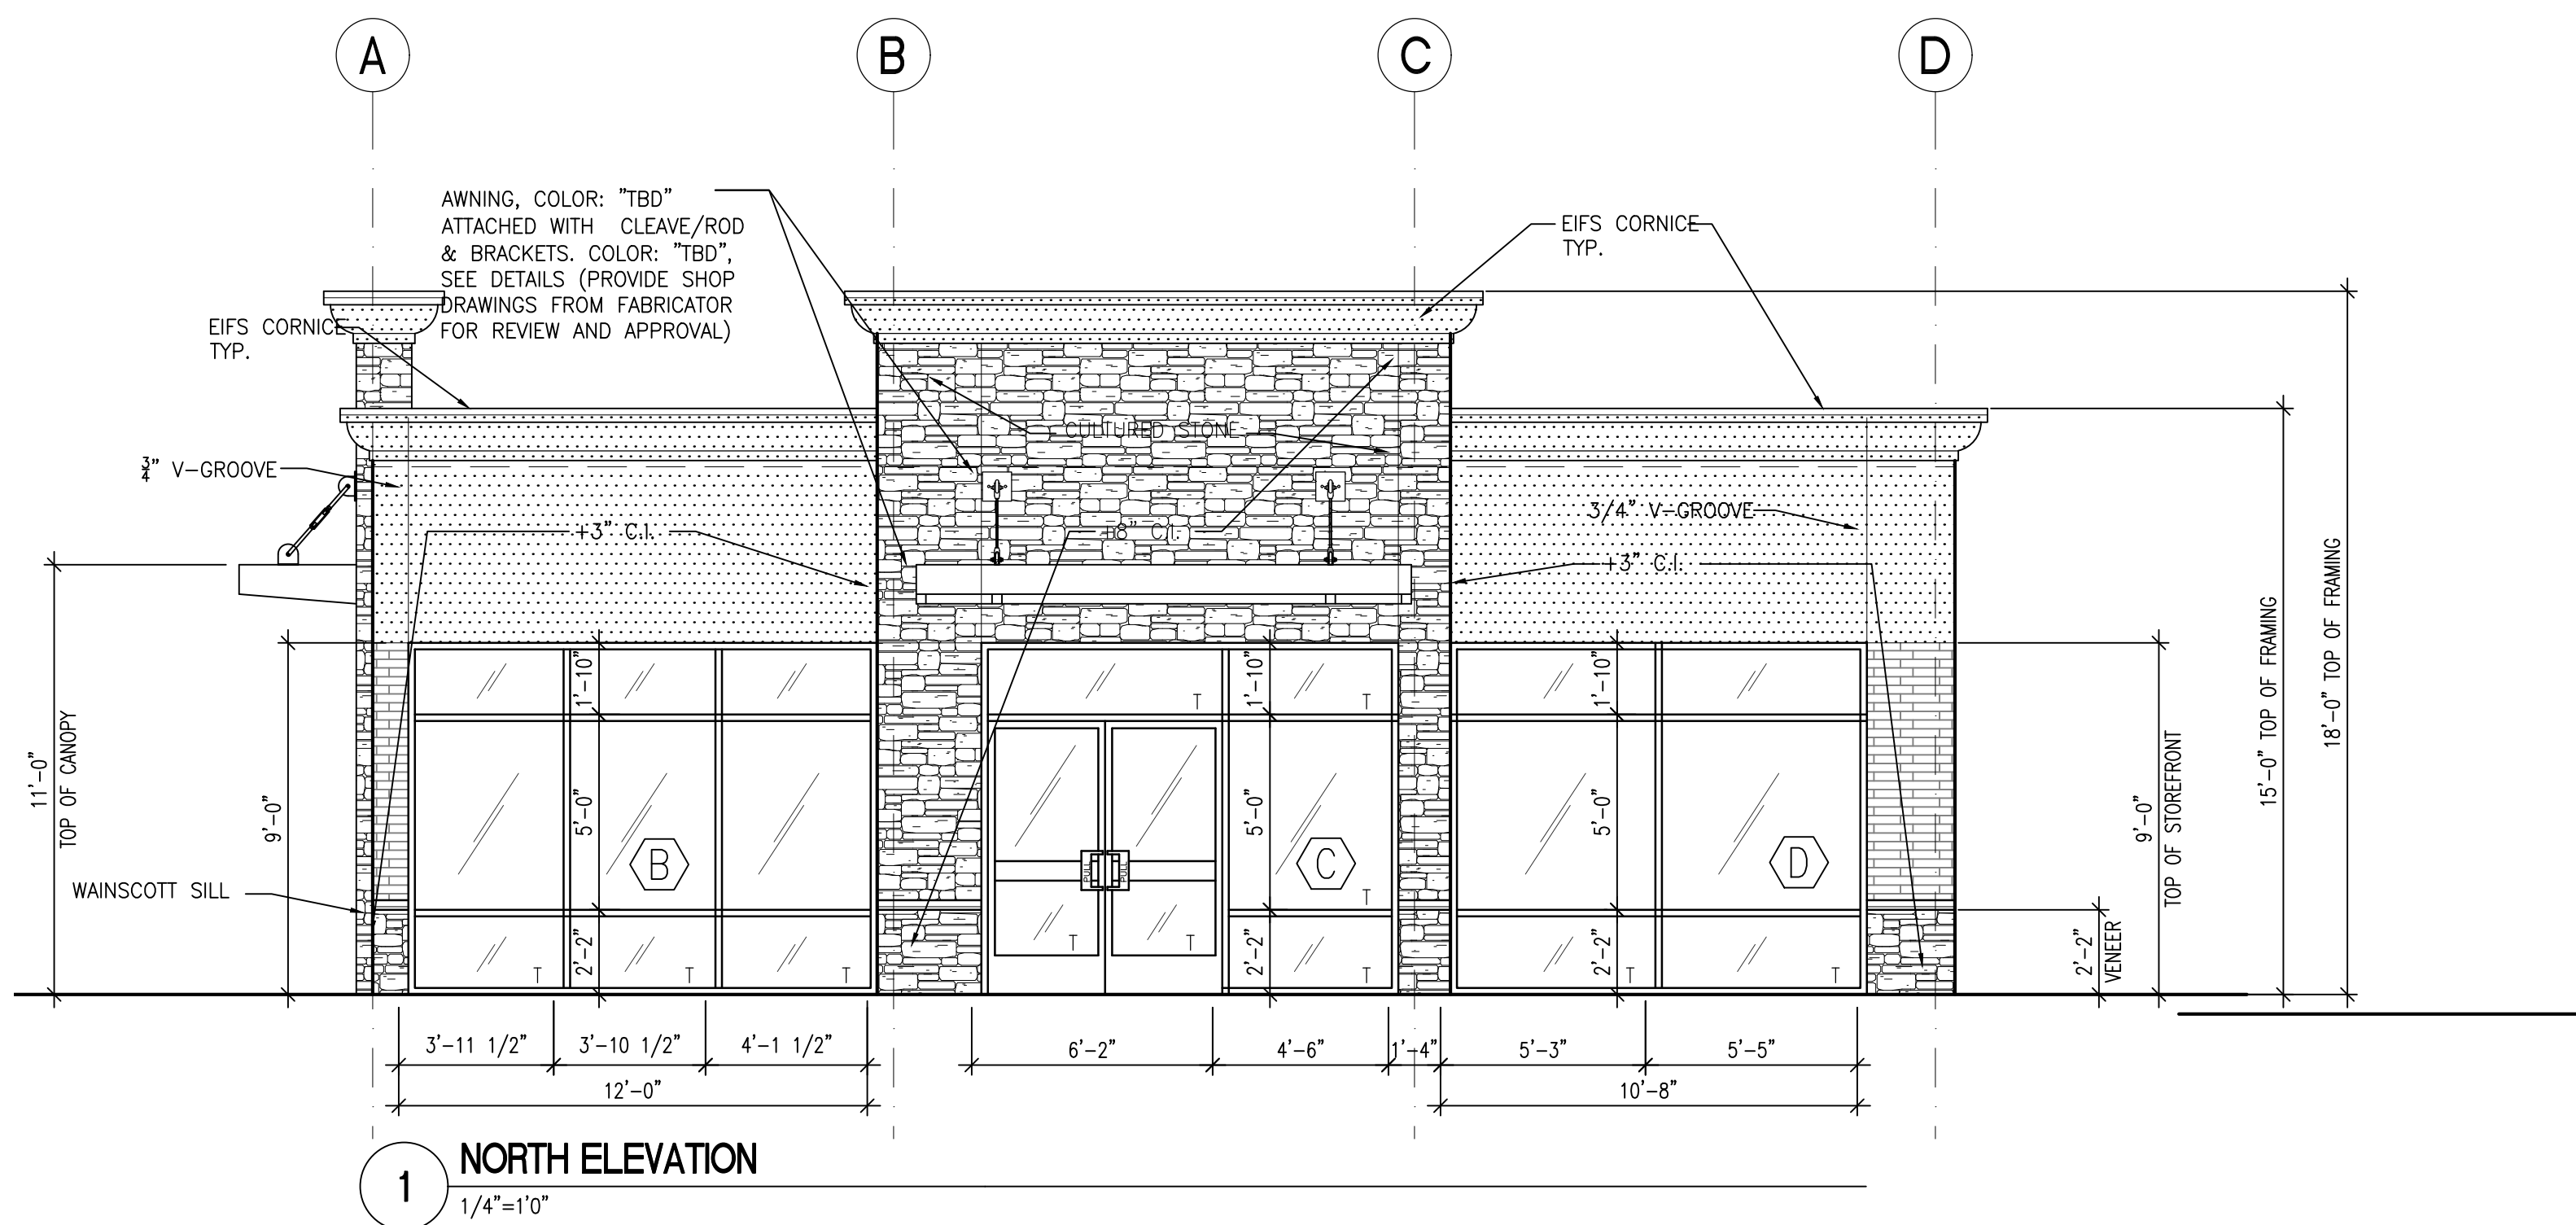 A
B
C
D
AWNING, COLOR: "TBD"
ATTACHED WITH CLEAVE/ROD
& BRACKETS. COLOR: "TBD",
SEE DETAILS (PROVIDE SHOP
DRAWINGS FROM FABRICATOR
FOR REVIEW AND APPROVAL)
EIFS CORNICE
TYP.
EIFS CORNICE
TYP.
CULTURED STONE
3/4" V-GROOVE
3/4" V-GROOVE
+3" C.I.
+8" C.I.
+3" C.I.
11'-0"
TOP OF CANOPY
9'-0"
WAINSCOTT SILL
1'-10"
5'-0"
2'-2"
B
T
T
T
PULL
PULL
T
T
T
T
1'-10"
5'-0"
2'-2"
C
T
T
1'-10"
5'-0"
2'-2"
D
T
T
2'-2"
VENEER
9'-0"
TOP OF STOREFRONT
15'-0" TOP OF FRAMING
18'-0" TOP OF FRAMING
3'-11 1/2"
3'-10 1/2"
4'-1 1/2"
6'-2"
4'-6"
1'-4"
5'-3"
5'-5"
12'-0"
10'-8"
1
NORTH ELEVATION
1/4"=1'0"